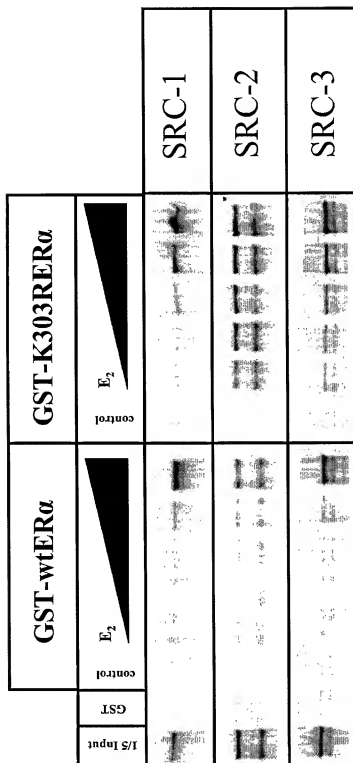 GST-wtERα
GST-K303RERα
1/5 Input
GST
control
E2
control
E2
SRC-1
SRC-2
SRC-3